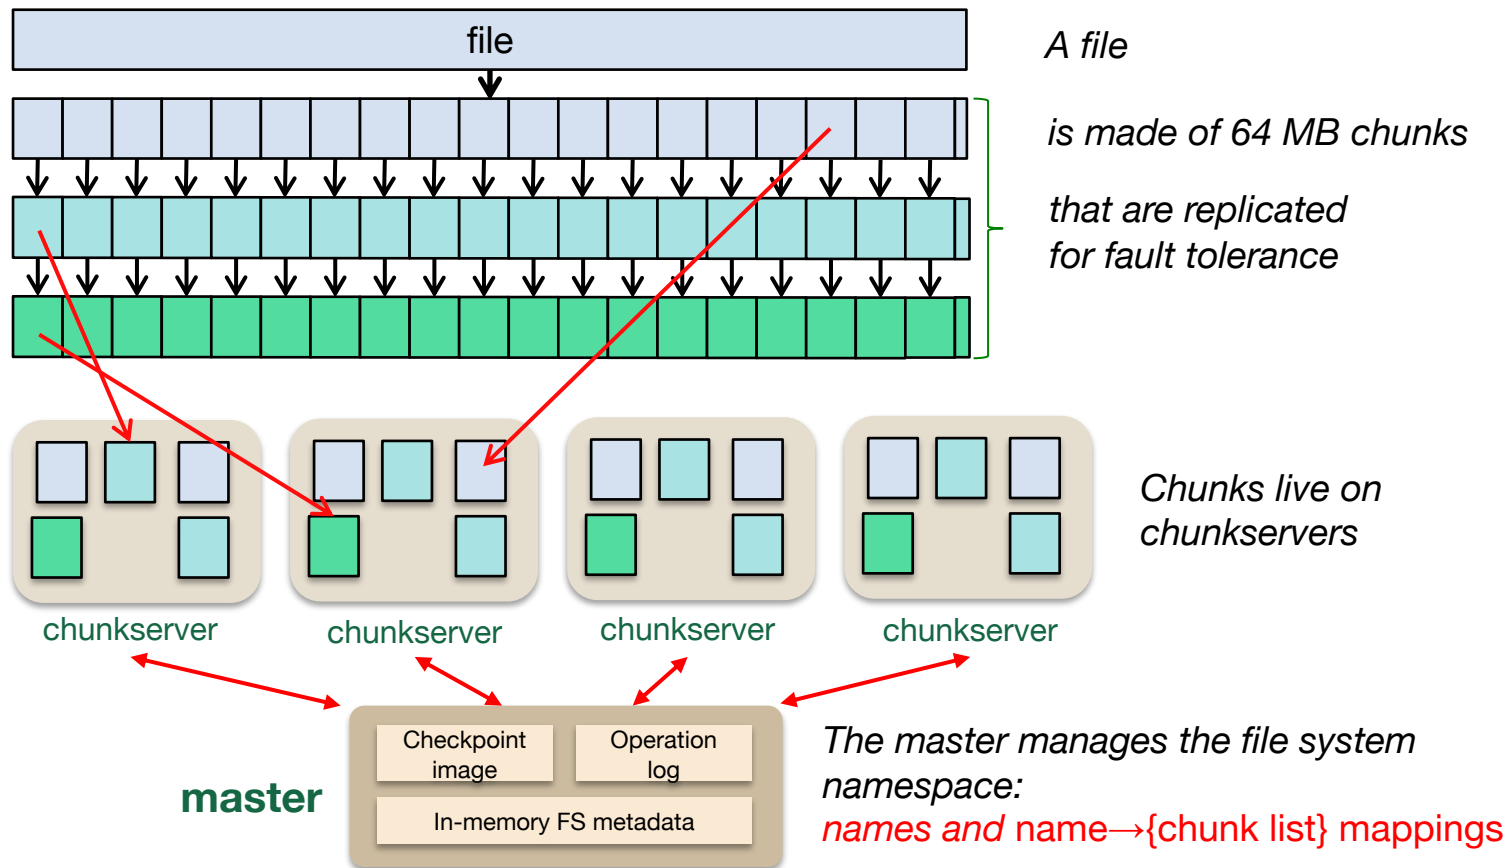 file
A file
is made of 64 MB chunks
that are replicated
for fault tolerance
Chunks live on
chunkservers
chunkserver
chunkserver
chunkserver
chunkserver
master
Checkpoint
image
Operation
log
In-memory FS metadata
The master manages the file system
namespace:
names and name→{chunk list} mappings